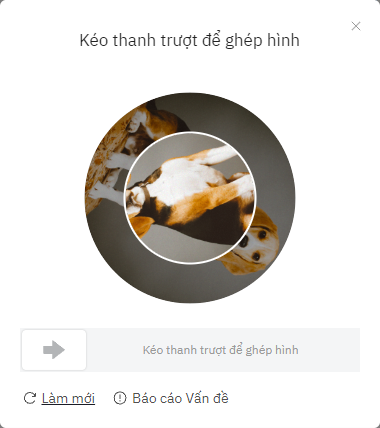 Kéo thanh trượt để ghép hình
Kéo thanh trượt để ghép hình
Làm mới
Báo cáo Vấn đề